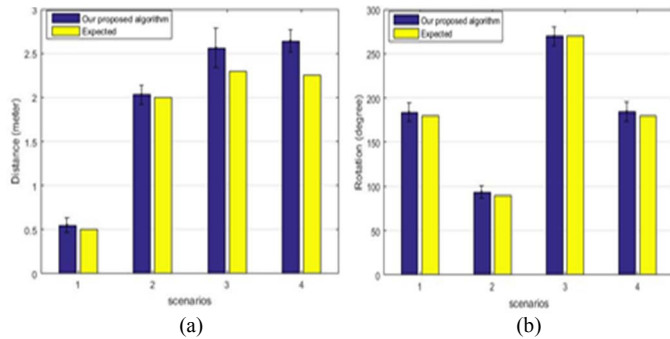 Our proposed algorithm
Expected
Distance (meter)
3
2.5
2
1.5
1
0.5
0
1 2 3 4
scenarios
(a)
Our proposed algorithm
Expected
Rotation (degree)
300
250
200
150
100
50
0
1 2 3 4
scenarios
(b)